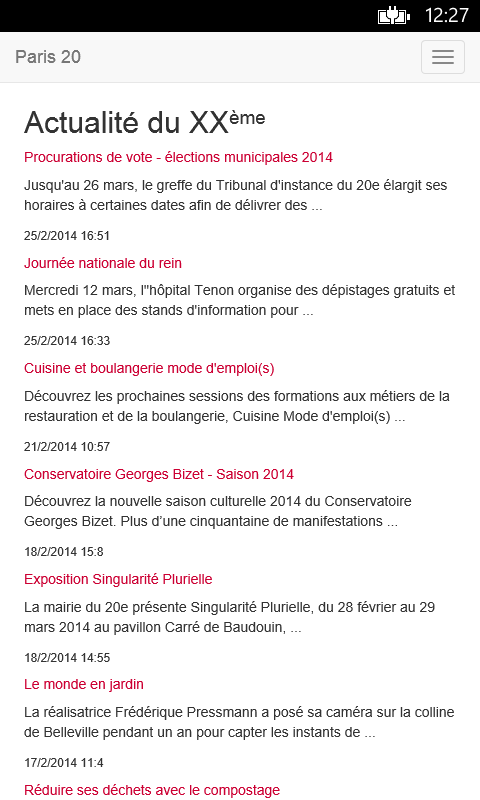 12:27
Paris 20
Actualité du XXème
Procurations de vote - élections municipales 2014
Jusqu'au 26 mars, le greffe du Tribunal d'instance du 20e élargit ses
horaires à certaines dates afin de délivrer des ...
25/2/2014 16:51
Journée nationale du rein
Mercredi 12 mars, l''hôpital Tenon organise des dépistages gratuits et
mets en place des stands d'information pour ...
25/2/2014 16:33
Cuisine et boulangerie mode d'emploi(s)
Découvrez les prochaines sessions des formations aux métiers de la
restauration et de la boulangerie, Cuisine Mode d'emploi(s) ...
21/2/2014 10:57
Conservatoire Georges Bizet - Saison 2014
Découvrez la nouvelle saison culturelle 2014 du Conservatoire
Georges Bizet. Plus d’une cinquantaine de manifestations ...
18/2/2014 15:8
Exposition Singularité Plurielle
La mairie du 20e présente Singularité Plurielle, du 28 février au 29
mars 2014 au pavillon Carré de Baudouin, ...
18/2/2014 14:55
Le monde en jardin
La réalisatrice Frédérique Pressmann a posé sa caméra sur la colline
de Belleville pendant un an pour capter les instants de ...
17/2/2014 11:4
Réduire ses déchets avec le compostage